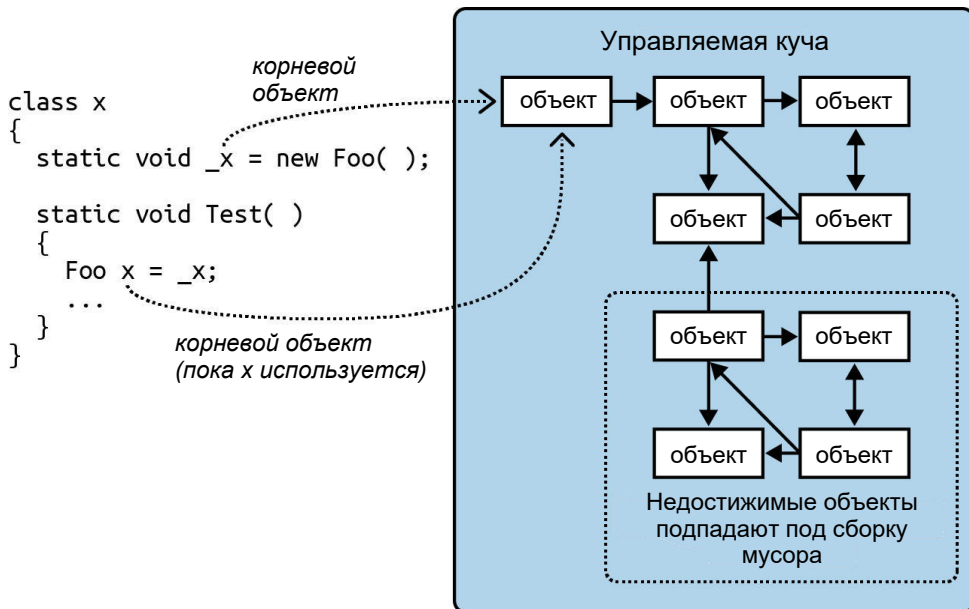 Управляемая куча
корневой
объект
class x
{
static void _x = new Foo( );
static void Test( )
{
Foo x = _x;
...
}
}
корневой объект
(пока x используется)
объект
объект
объект
объект
объект
объект
объект
объект
объект
Недостижимые объекты
подпадают под сборку
мусора